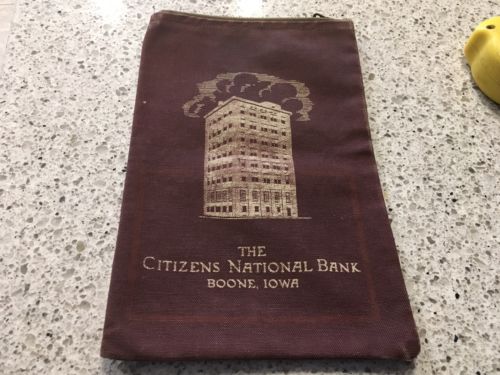 THE
CITIZENS NATIONAL BANK
BOONE, IOWA